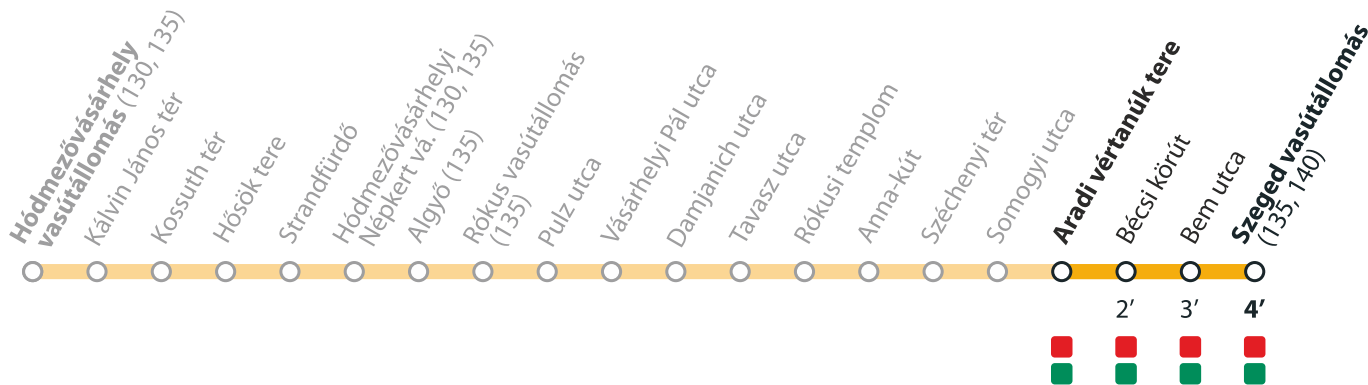 Hódmezővásárhely
vasútállomás (130, 135)
Kálvin János tér
Kossuth tér
Hősök tere
Strandfürdő
Hódmezővásárhelyi
Népkert vá. (130, 135)
Algyő (135)
Rókus vasútállomás
(135)
Pulz utca
Vásárhelyi Pál utca
Damjanich utca
Tavasz utca
Rókusi templom
Anna-kút
Széchenyi tér
Somogyi utca
Aradi vértanúk tere
Bécsi körút
Bem utca
Szeged vasútállomás
(135, 140)
2’
3’
4’